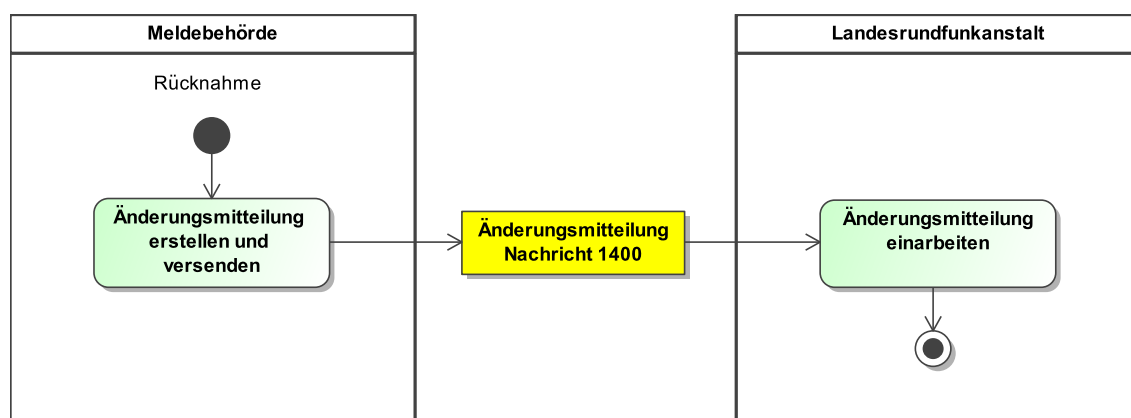 Meldebehörde
Landesrundfunkanstalt
Rücknahme
Änderungsmitteilung
erstellen und
versenden
Änderungsmitteilung
Nachricht 1400
Änderungsmitteilung
einarbeiten